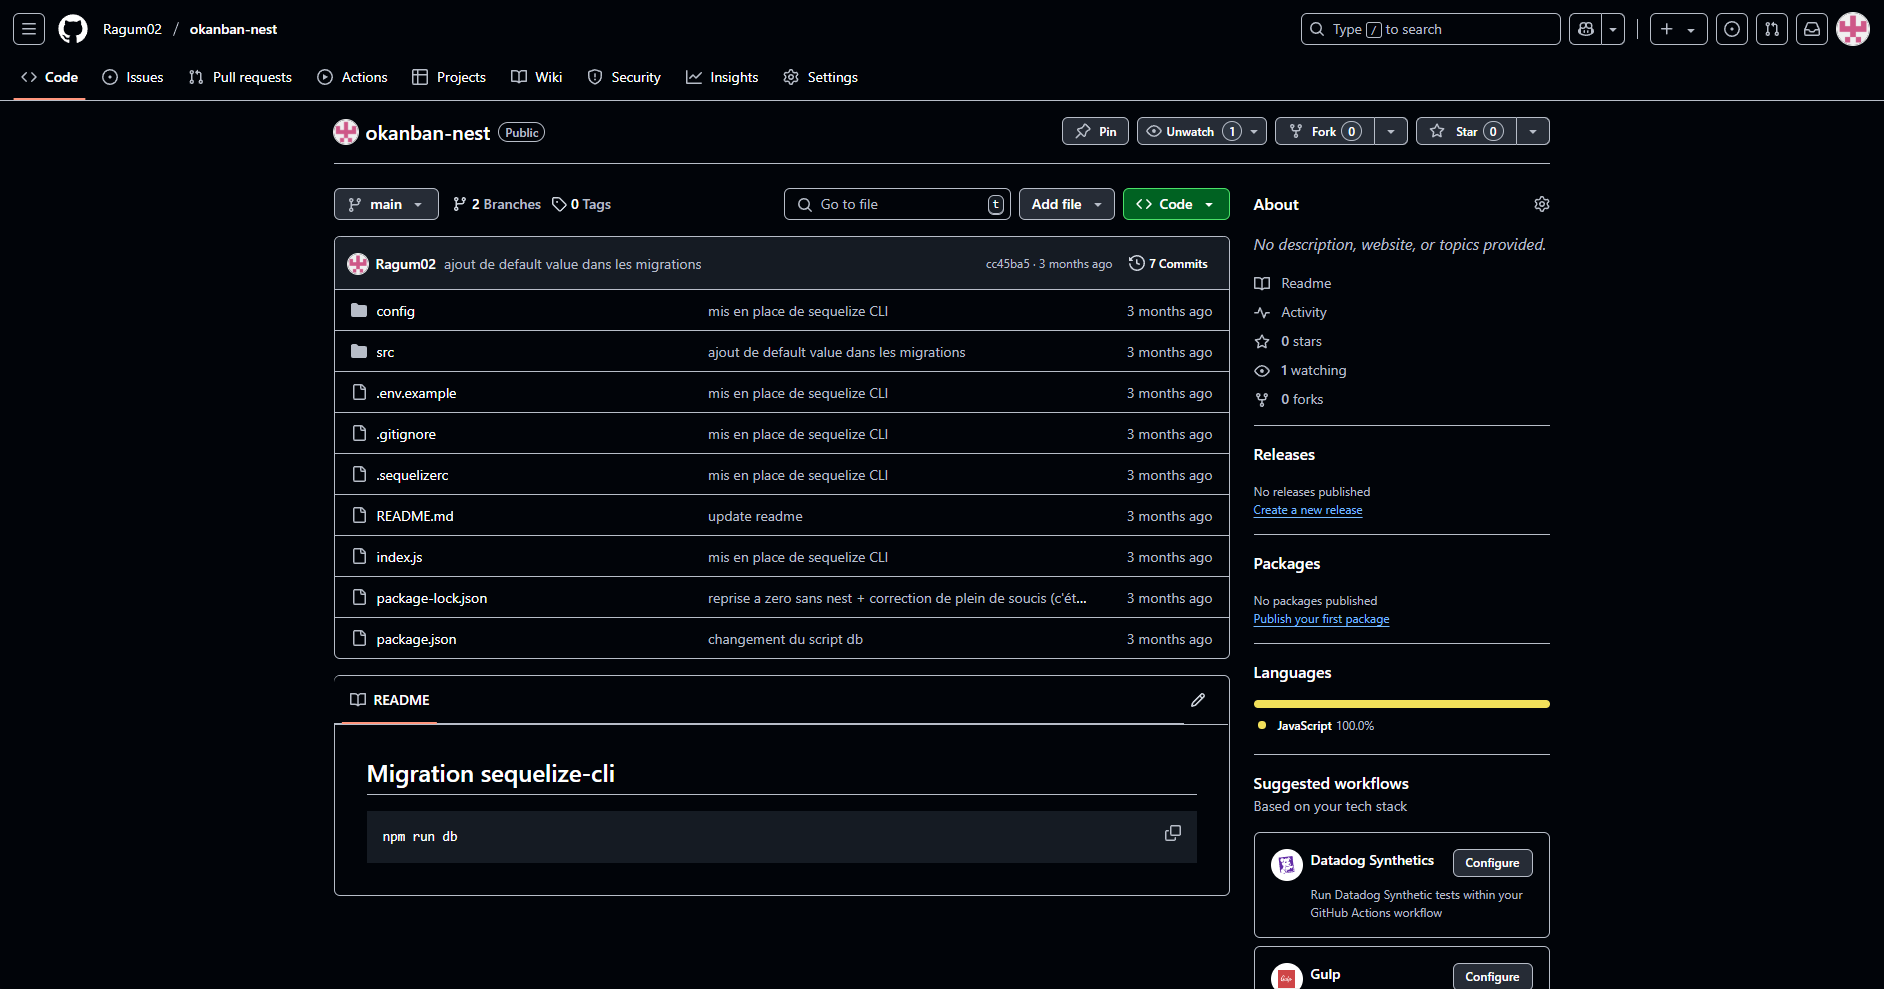 Ragum02 / okanban-nest
Type / to search
Code
Issues
Pull requests
Actions
Projects
Wiki
Security
Insights
Settings
okanban-nest Public
Pin
Unwatch 1
Fork 0
Star 0
main
2 Branches
0 Tags
Go to file t
Add file
Code
Ragum02 ajout de default value dans les migrations cc45ba5 · 3 months ago 7 Commits
config mis en place de sequelize CLI 3 months ago
src ajout de default value dans les migrations 3 months ago
.env.example mis en place de sequelize CLI 3 months ago
.gitignore mis en place de sequelize CLI 3 months ago
.sequelizerc mis en place de sequelize CLI 3 months ago
README.md update readme 3 months ago
index.js mis en place de sequelize CLI 3 months ago
package-lock.json reprise a zero sans nest + correction de plein de soucis (c'ét... 3 months ago
package.json changement du script db 3 months ago
README
Migration sequelize-cli
npm run db
About
No description, website, or topics provided.
Readme
Activity
0 stars
1 watching
0 forks
Releases
No releases published
Create a new release
Packages
No packages published
Publish your first package
Languages
JavaScript 100.0%
Suggested workflows
Based on your tech stack
Datadog Synthetics
Configure
Run Datadog Synthetic tests within your
GitHub Actions workflow
Gulp
Configure